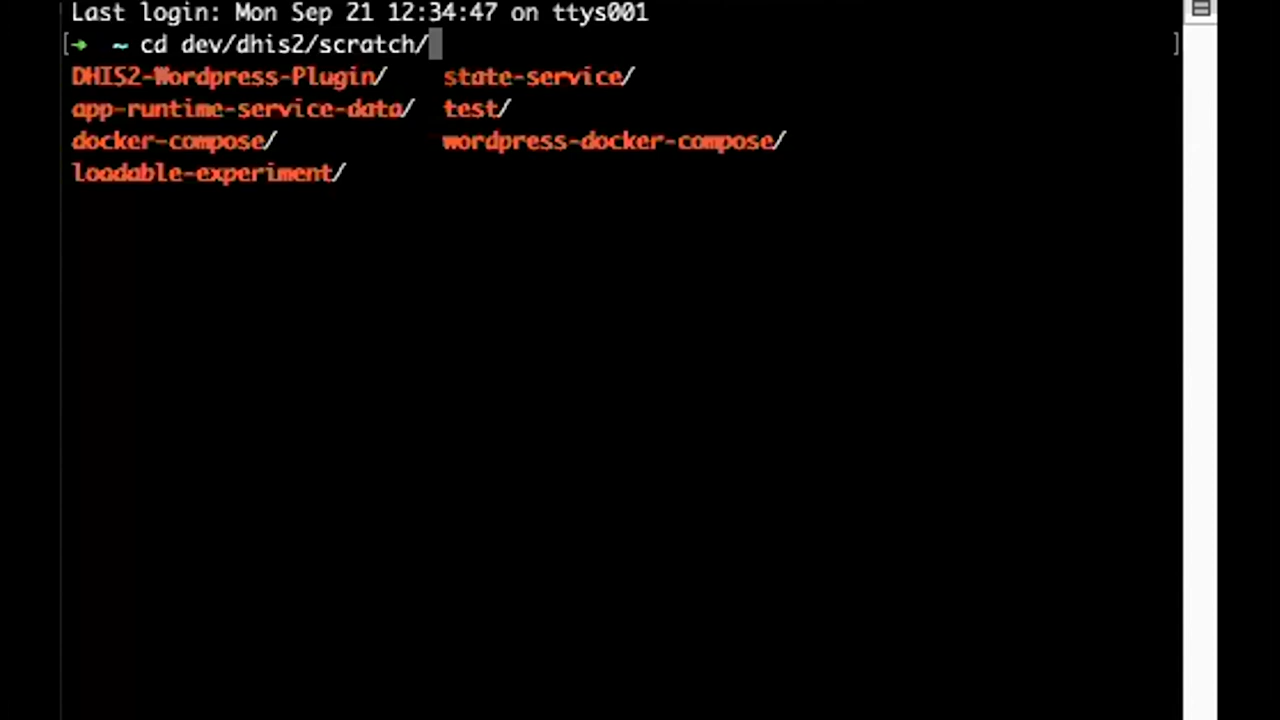 Last login: Mon Sep 21 12:34:47 on ttys001
[➜  ~ cd dev/dhis2/scratch/ ]
DHIS2-Wordpress-Plugin/ state-service/
app-runtime-service-data/ test/
docker-compose/ wordpress-docker-compose/
loadable-experiment/